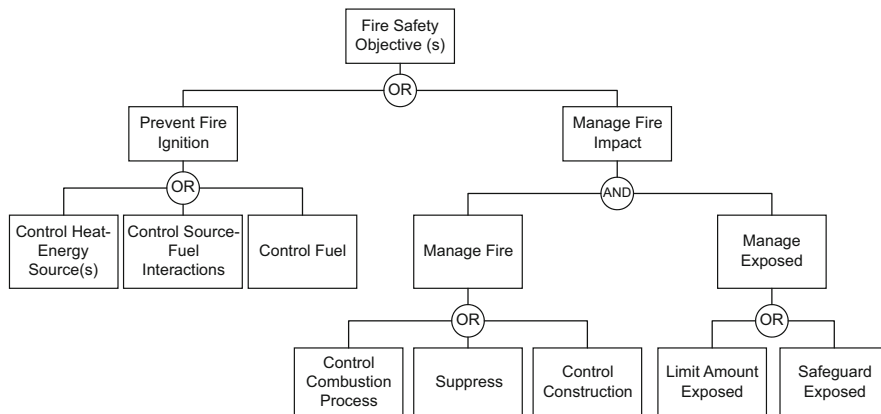 Fire Safety
Objective (s)
OR
Prevent Fire
Ignition
Manage Fire
Impact
OR
AND
Control Heat-
Energy
Source(s)
Control Source-
Fuel
Interactions
Control Fuel
Manage Fire
Manage
Exposed
OR
OR
Control
Combustion
Process
Suppress
Control
Construction
Limit Amount
Exposed
Safeguard
Exposed